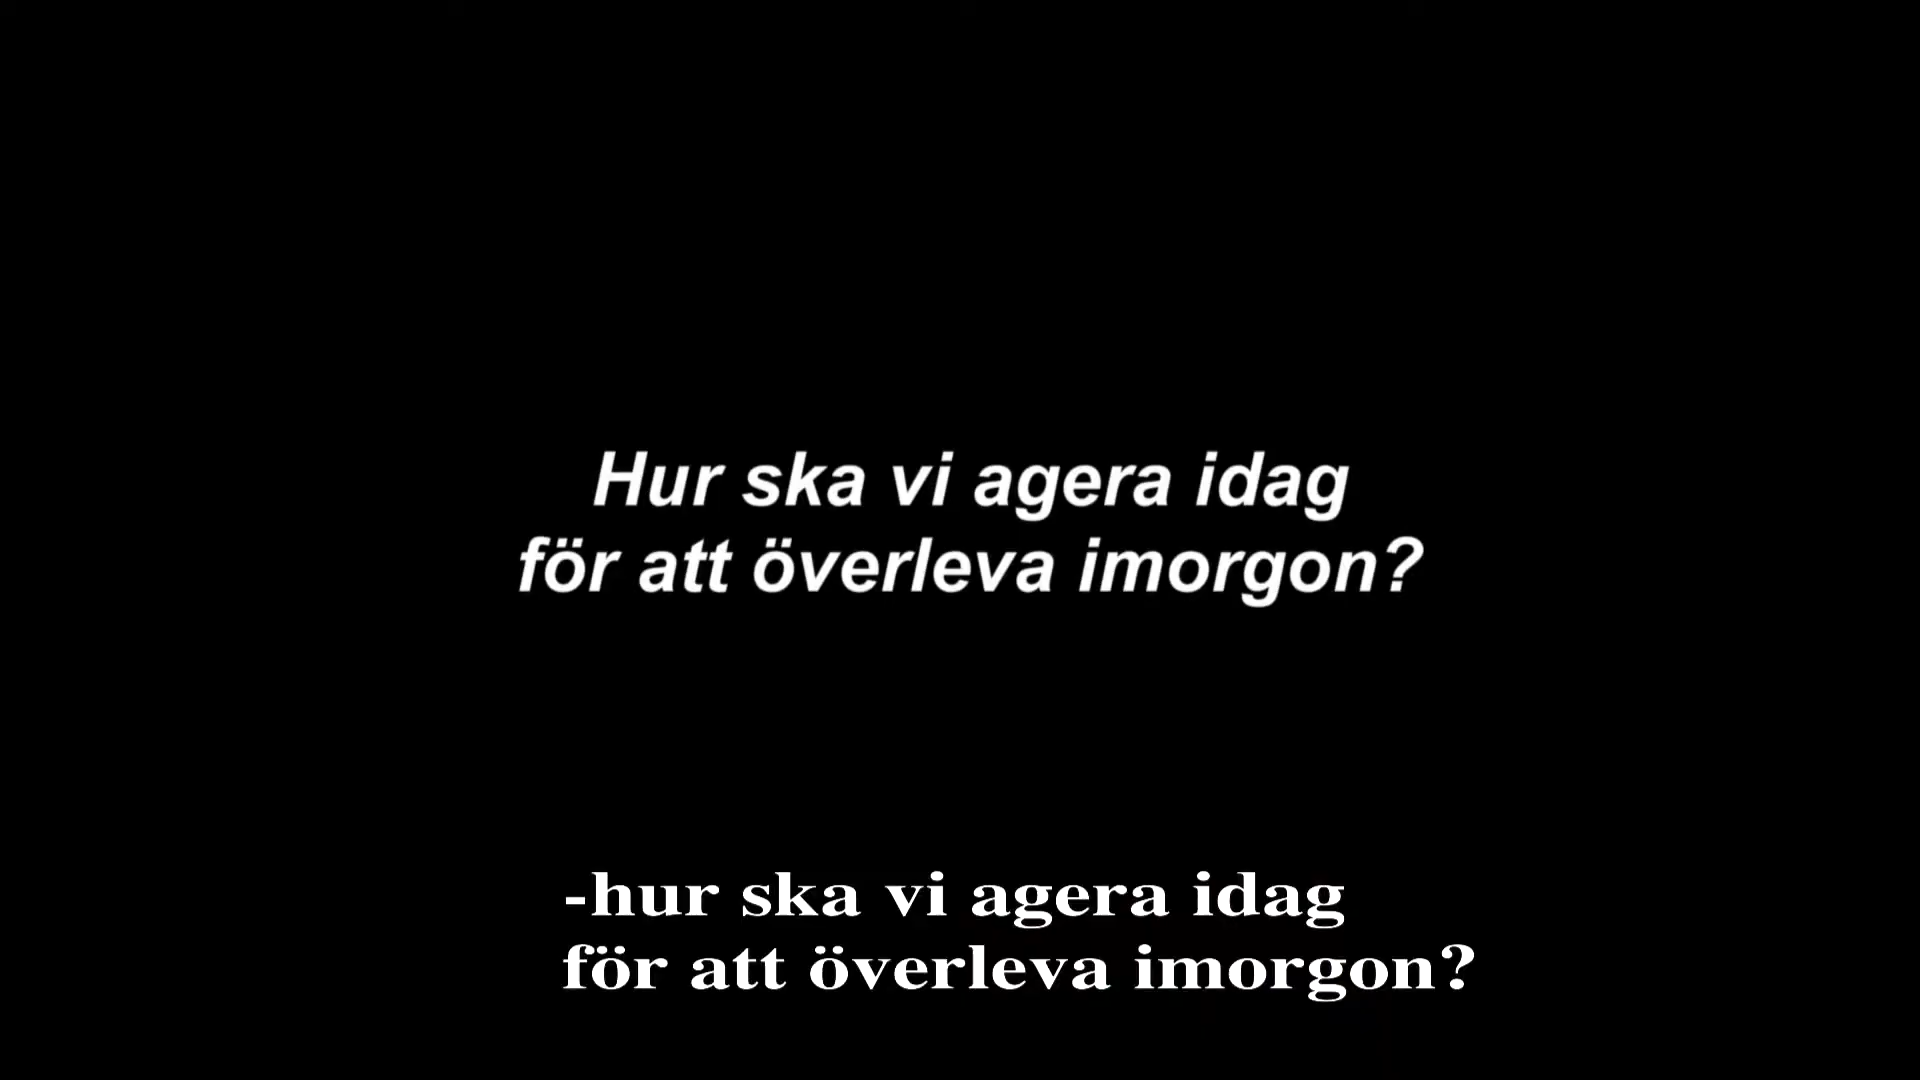 Hur ska vi agera idag
för att överleva imorgon?
-hur ska vi agera idag
för att överleva imorgon?